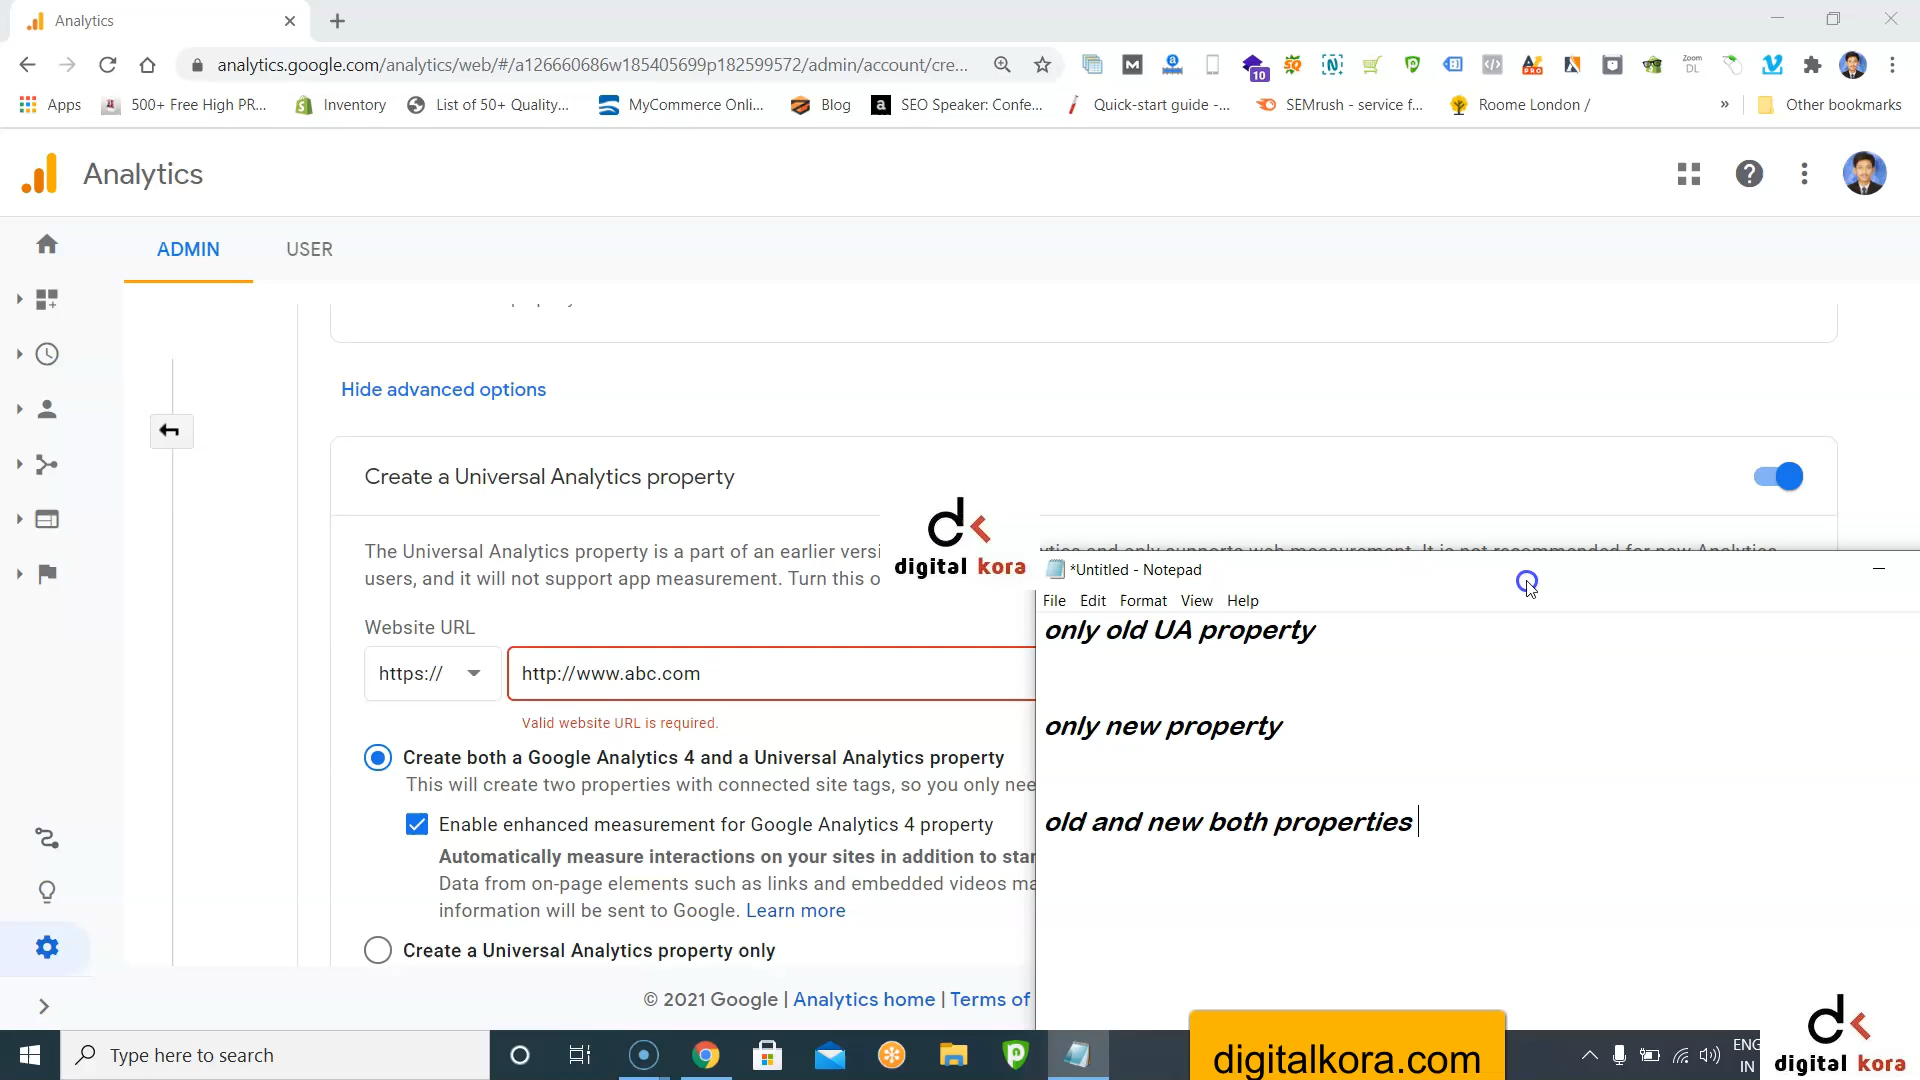 Analytics
analytics.google.com/analytics/web/#/a126660686w185405699p182599572/admin/account/cre...
10
PRO
Zoom
DL
Apps
500+ Free High PR...
Inventory
List of 50+ Quality...
MyCommerce Onli...
Blog
SEO Speaker: Confe...
Quick-start guide -...
SEMrush - service f...
Roome London /
»
Other bookmarks
Analytics
ADMIN
USER
Hide advanced options
Create a Universal Analytics property
The Universal Analytics property is a part of an earlier versi
users, and it will not support app measurement. Turn this o
digital kora
Website URL
https://
http://www.abc.com
Valid website URL is required.
Create both a Google Analytics 4 and a Universal Analytics property
This will create two properties with connected site tags, so you only nee
Enable enhanced measurement for Google Analytics 4 property
Automatically measure interactions on your sites in addition to star
Data from on-page elements such as links and embedded videos ma
information will be sent to Google. Learn more
Create a Universal Analytics property only
© 2021 Google | Analytics home | Terms of
*Untitled - Notepad
File Edit Format View Help
only old UA property
only new property
old and new both properties
Type here to search
digitalkora.com
ENG
IN
digital kora